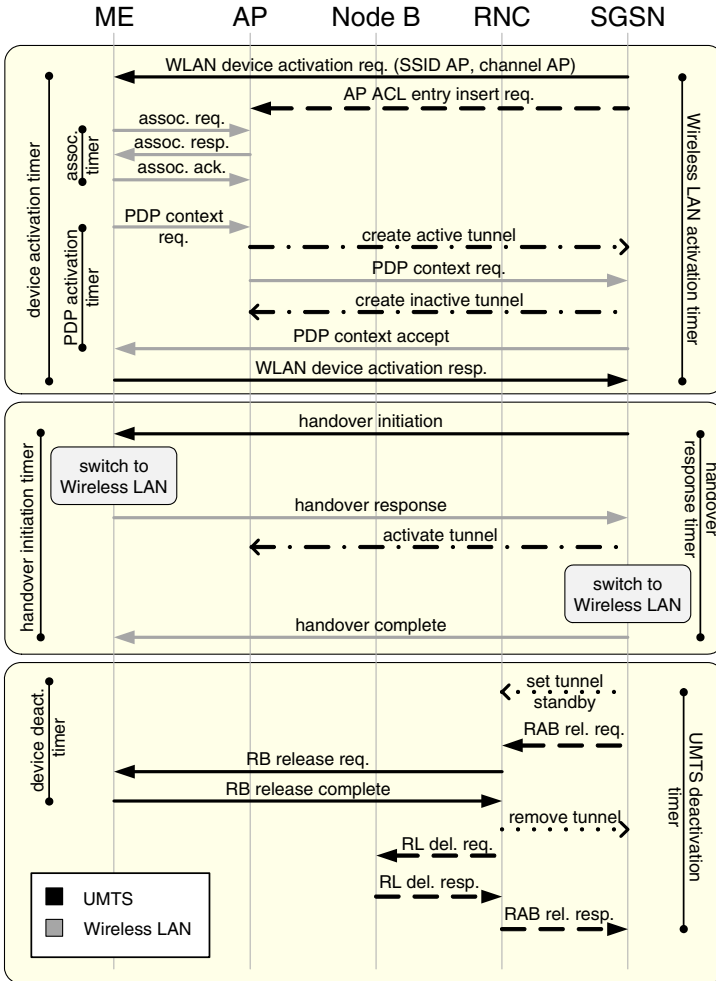 ME AP Node B RNC SGSN
WLAN device activation req. (SSID AP, channel AP)
AP ACL entry insert req.
assoc. req.
assoc. resp.
assoc. ack.
assoc.
timer
device activation timer
Wireless LAN activation timer
PDP context
req.
create active tunnel
PDP context req.
create inactive tunnel
PDP context accept
PDP activation
timer
WLAN device activation resp.
handover initiation
switch to
Wireless LAN
handover initiation timer
handover
response timer
handover response
activate tunnel
switch to
Wireless LAN
handover complete
set tunnel
standby
device deact.
timer
RAB rel. req.
RB release req.
RB release complete
UMTS deactivation
timer
remove tunnel
RL del. req.
RL del. resp.
RAB rel. resp.
UMTS
Wireless LAN